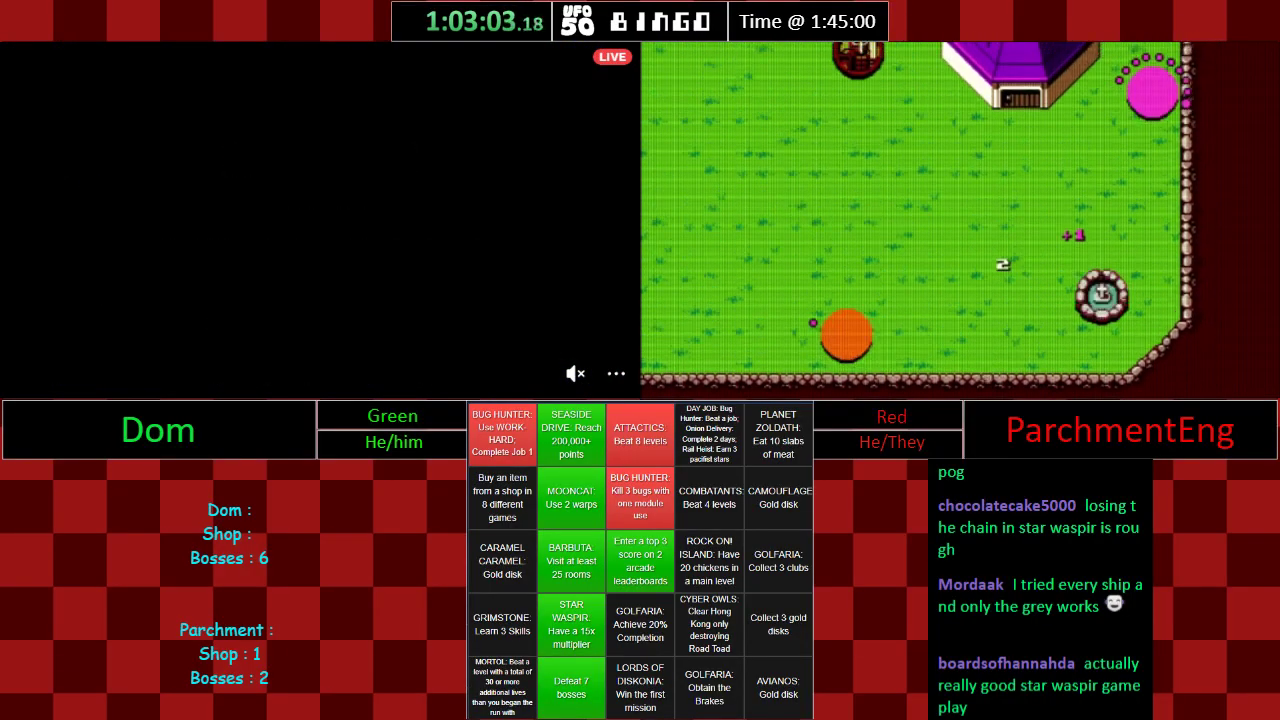 1:03:03.18
UFO 50
BINGO
Time @ 1:45:00
LIVE
+1
2
Dom
Green
He/him
Red
He/They
ParchmentEng
BUG HUNTER:
Use WORK-
HARD;
Complete Job 1
SEASIDE
DRIVE: Reach
200,000+
points
ATTACTICS:
Beat 8 levels
DAY JOB: Bug
Hunter: Beat a job;
Onion Delivery:
Complete 2 days;
Rail Heist: Earn 3
pacifist stars
PLANET
ZOLDATH:
Eat 10 slabs
of meat
Buy an item
from a shop in
8 different
games
MOONCAT:
Use 2 warps
BUG HUNTER:
Kill 3 bugs with
one module
use
COMBATANTS:
Beat 4 levels
CAMOUFLAGE:
Gold disk
CARAMEL
CARAMEL:
Gold disk
BARBUTA:
Visit at least
25 rooms
Enter a top 3
score on 2
arcade
leaderboards
ROCK ON!
ISLAND: Have
20 chickens in
a main level
GOLFARIA:
Collect 3 clubs
GRIMSTONE:
Learn 3 Skills
STAR
WASPIR:
Have a 15x
multiplier
GOLFARIA:
Achieve 20%
Completion
CYBER OWLS:
Clear Hong
Kong only
destroying
Road Toad
Collect 3 gold
disks
MORTOL: Beat a
level with a total of
30 or more
additional lives
than you began the
run with
Defeat 7
bosses
LORDS OF
DISKONIA:
Win the first
mission
GOLFARIA:
Obtain the
Brakes
AVIANOS:
Gold disk
Dom :
Shop :
Bosses : 6
Parchment :
Shop : 1
Bosses : 2
pog
chocolatecake5000 losing t
he chain in star waspir is rou
gh
Mordaak I tried every ship a
nd only the grey works
boardsofhannahda actually
really good star waspir game
play